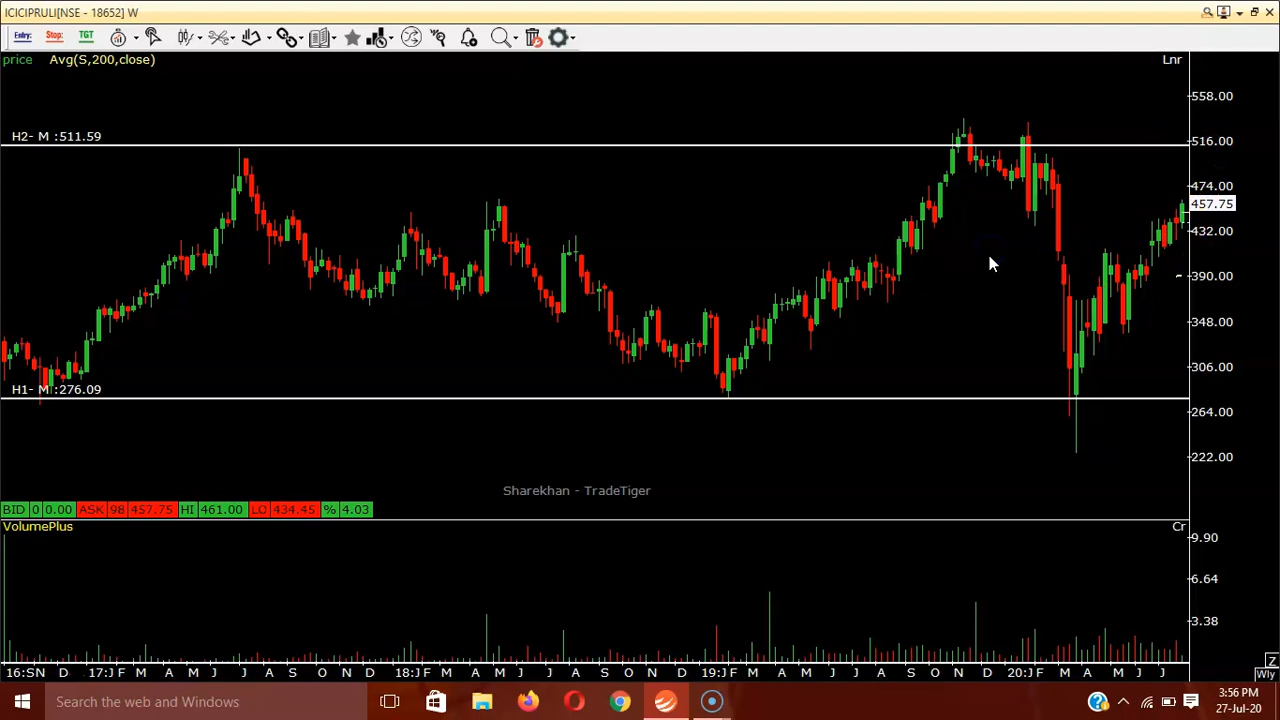 ICICIPRULI[NSE - 18652] W
Entry: Stop: TGT
price Avg(S,200,close) Lnr
558.00
H2- M :511.59
516.00
474.00
457.75
432.00
390.00
348.00
306.00
H1- M :276.09
264.00
222.00
Sharekhan - TradeTiger
BID 0 0.00 ASK 98 457.75 HI 461.00 LO 434.45 % 4.03
VolumePlus Cr
9.90
6.64
3.38
16:SN D 17:J F M A M J J A S O N D 18:J F M A M J J A S O N D 19:J F M A M J J A S O N D 20:J F M A M J J
Z
Wly
Search the web and Windows
3:56 PM
27-Jul-20